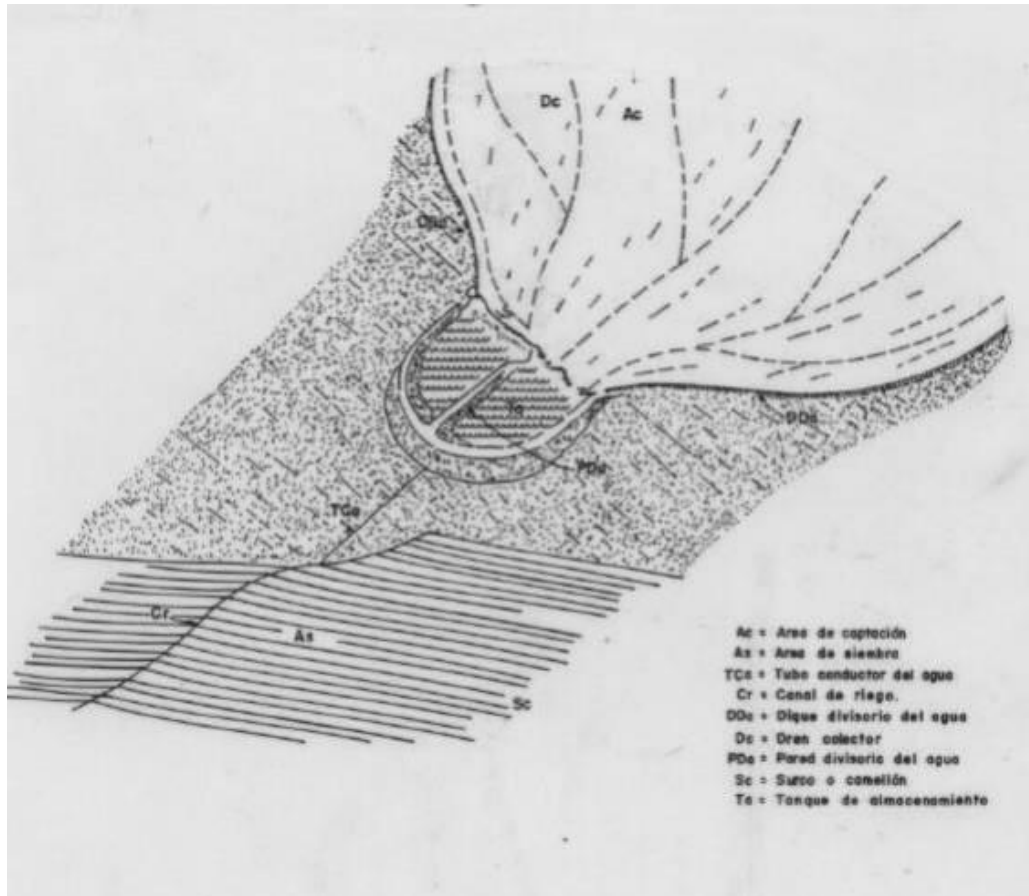 Dc
Ac
DDa
Ta
DDa
PDa
TCa
Cr
As
Sc
Ac = Area de captación
As = Area de siembra
TCa = Tubo conductor del agua
Cr = Canal de riego.
DDa = Dique divisorio del agua
Dc = Dren colector
PDa = Pared divisoria del agua
Sc = Surco o camellón
Ta = Tanque de almacenamiento